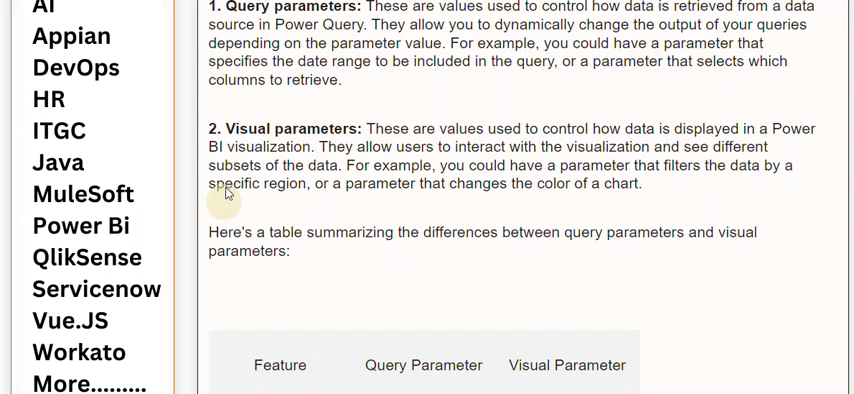 AI
Appian
DevOps
HR
ITGC
Java
MuleSoft
Power Bi
QlikSense
Servicenow
Vue.JS
Workato
More.........
1. Query parameters: These are values used to control how data is retrieved from a data
source in Power Query. They allow you to dynamically change the output of your queries
depending on the parameter value. For example, you could have a parameter that
specifies the date range to be included in the query, or a parameter that selects which
columns to retrieve.
2. Visual parameters: These are values used to control how data is displayed in a Power
BI visualization. They allow users to interact with the visualization and see different
subsets of the data. For example, you could have a parameter that filters the data by a
specific region, or a parameter that changes the color of a chart.
Here's a table summarizing the differences between query parameters and visual
parameters:
Feature Query Parameter Visual Parameter